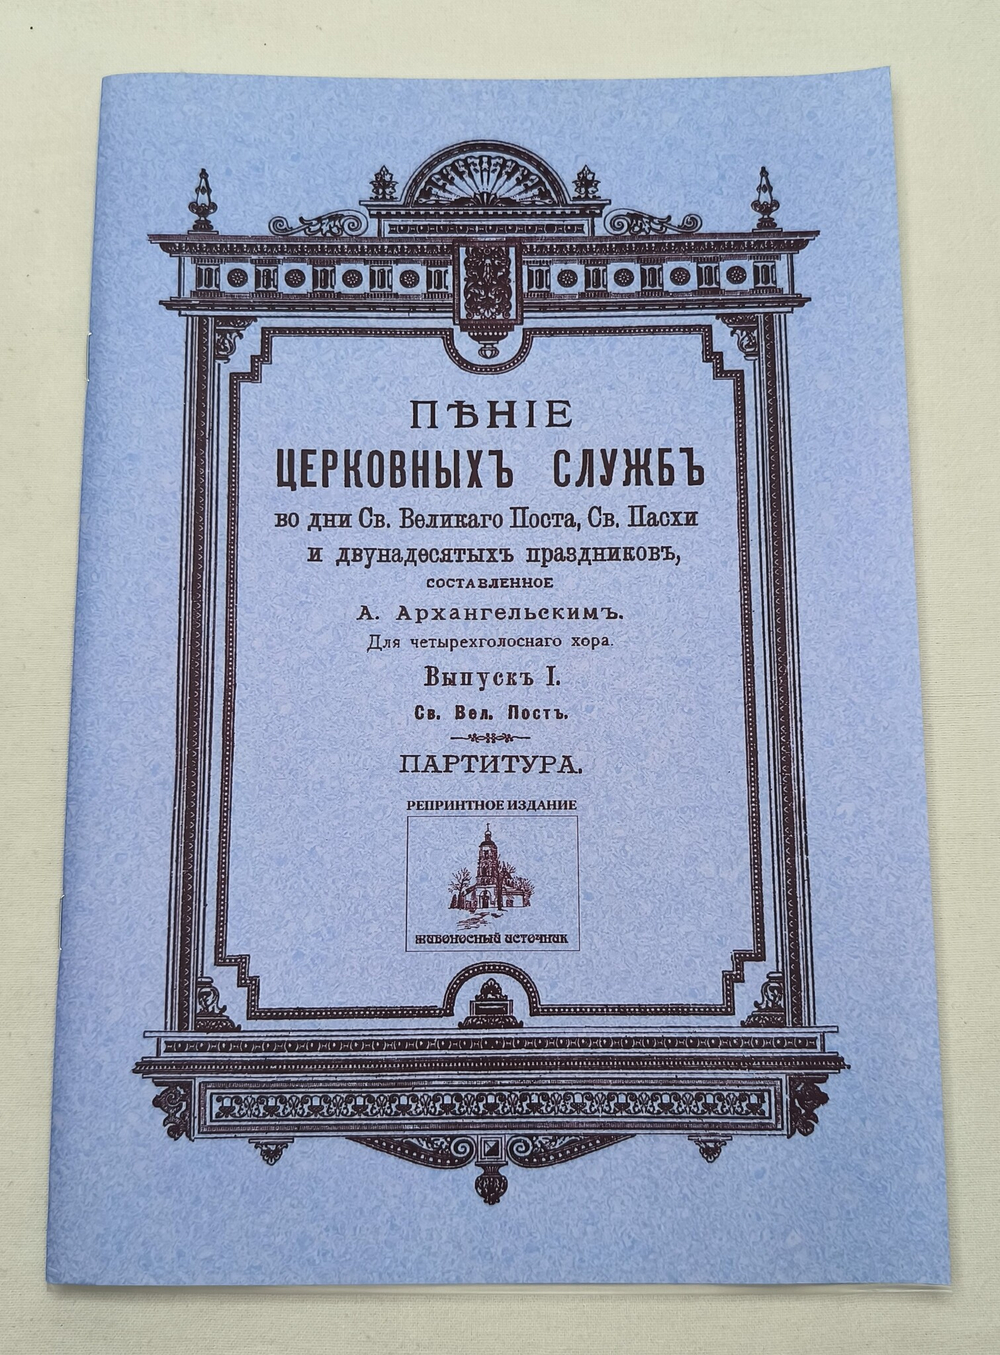 ПѢНІЕ
ЦЕРКОВНЫХЪ СЛУЖБЪ
во дни Св. Великаго Поста, Св. Пасхи
и двунадесятыхъ праздниковъ,
СОСТАВЛЕННОЕ
А. Архангельскимъ.
Для четырехголоснаго хора.
Выпускъ I.
Св. Вел. Постъ.
ПАРТИТУРА.
РЕПРИНТНОЕ ИЗДАНИЕ
живоносный источник